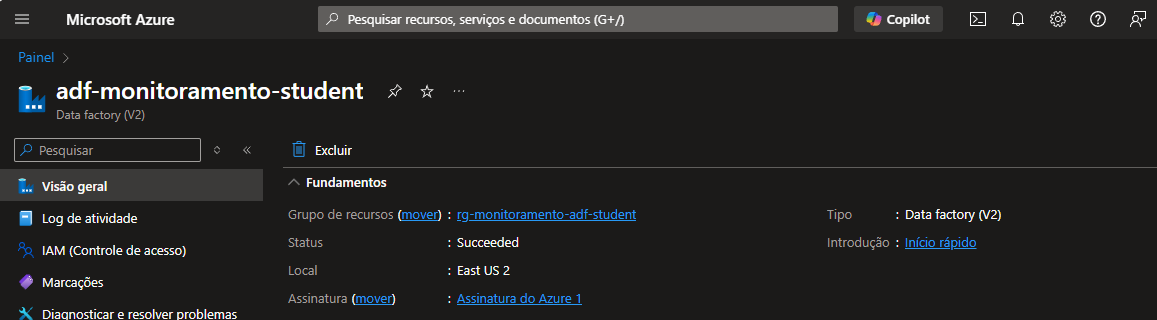 Microsoft Azure
Pesquisar recursos, serviços e documentos (G+/)
Copilot
Painel
adf-monitoramento-student
Data factory (V2)
Pesquisar
Excluir
Visão geral
Fundamentos
Log de atividade
Grupo de recursos (mover) : rg-monitoramento-adf-student
Tipo : Data factory (V2)
IAM (Controle de acesso)
Status : Succeeded
Introdução : Início rápido
Marcações
Local : East US 2
Diagnosticar e resolver problemas
Assinatura (mover) : Assinatura do Azure 1